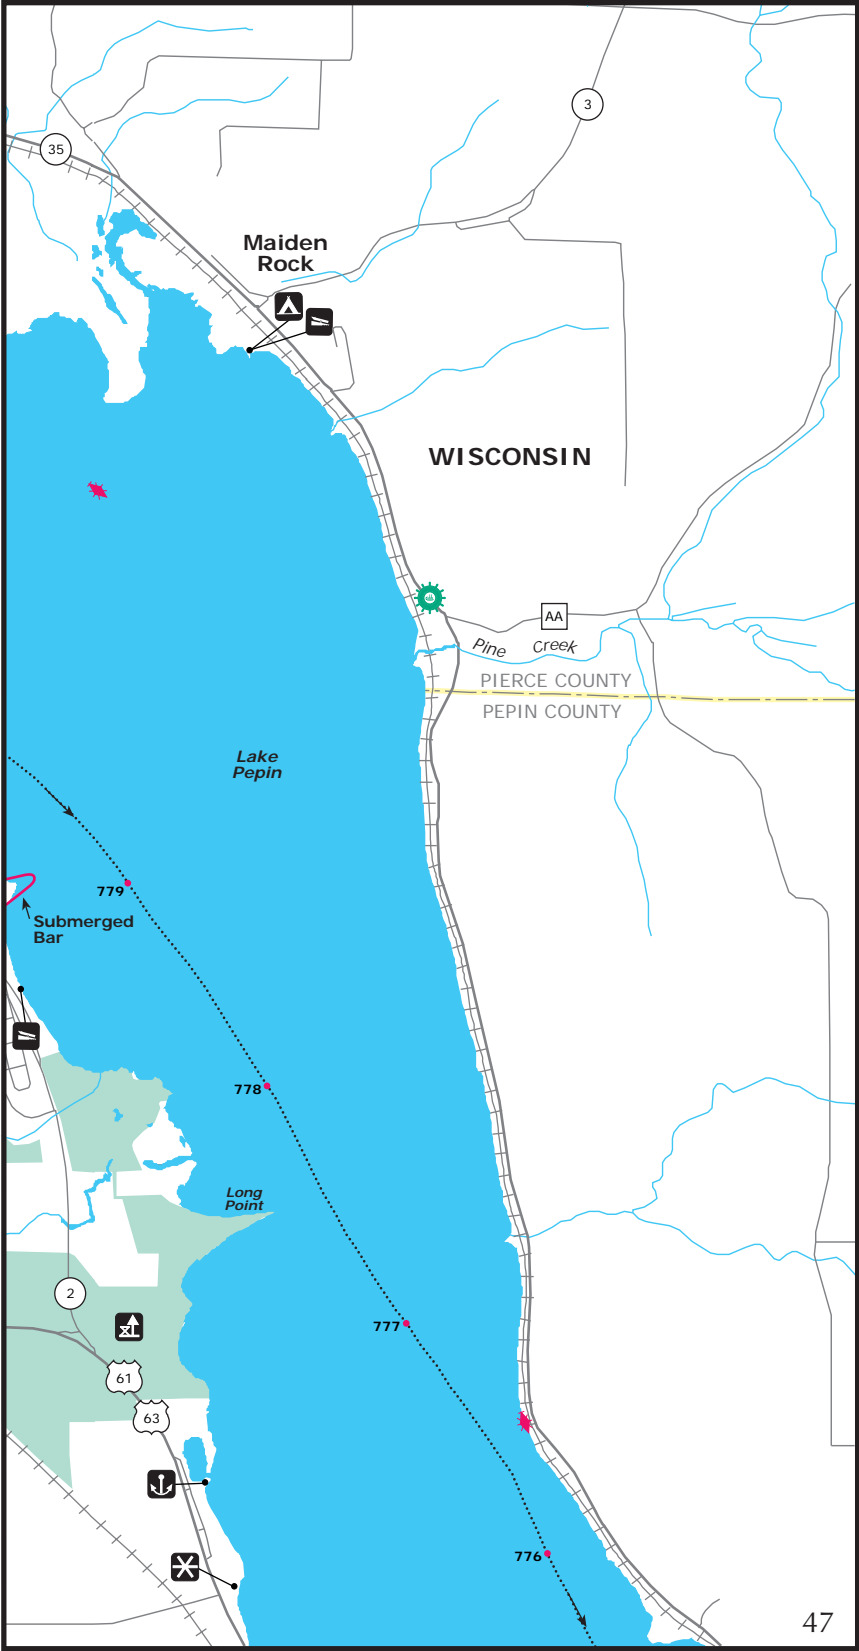 3
35
Maiden
Rock
WISCONSIN
AA
Pine Creek
PIERCE COUNTY
PEPIN COUNTY
Lake
Pepin
779
Submerged
Bar
778
Long
Point
2
777
61
63
776
47